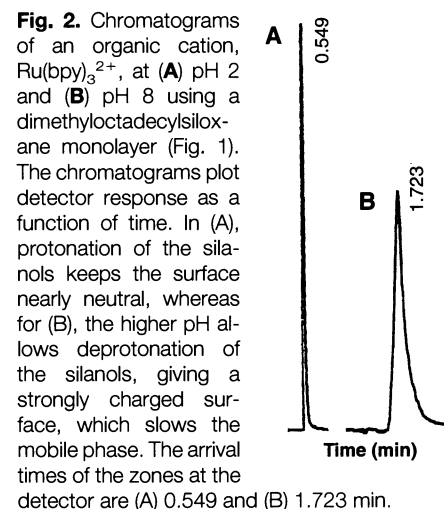 Fig. 2. Chromatograms
of an organic cation,
Ru(bpy)₃²⁺, at (A) pH 2
and (B) pH 8 using a
dimethyloctadecylsilox-
ane monolayer (Fig. 1).
The chromatograms plot
detector response as a
function of time. In (A),
protonation of the sila-
nols keeps the surface
nearly neutral, whereas
for (B), the higher pH al-
lows deprotonation of
the silanols, giving a
strongly charged sur-
face, which slows the
mobile phase. The arrival
times of the zones at the
detector are (A) 0.549 and (B) 1.723 min.
A
0.549
B
1.723
Time (min)